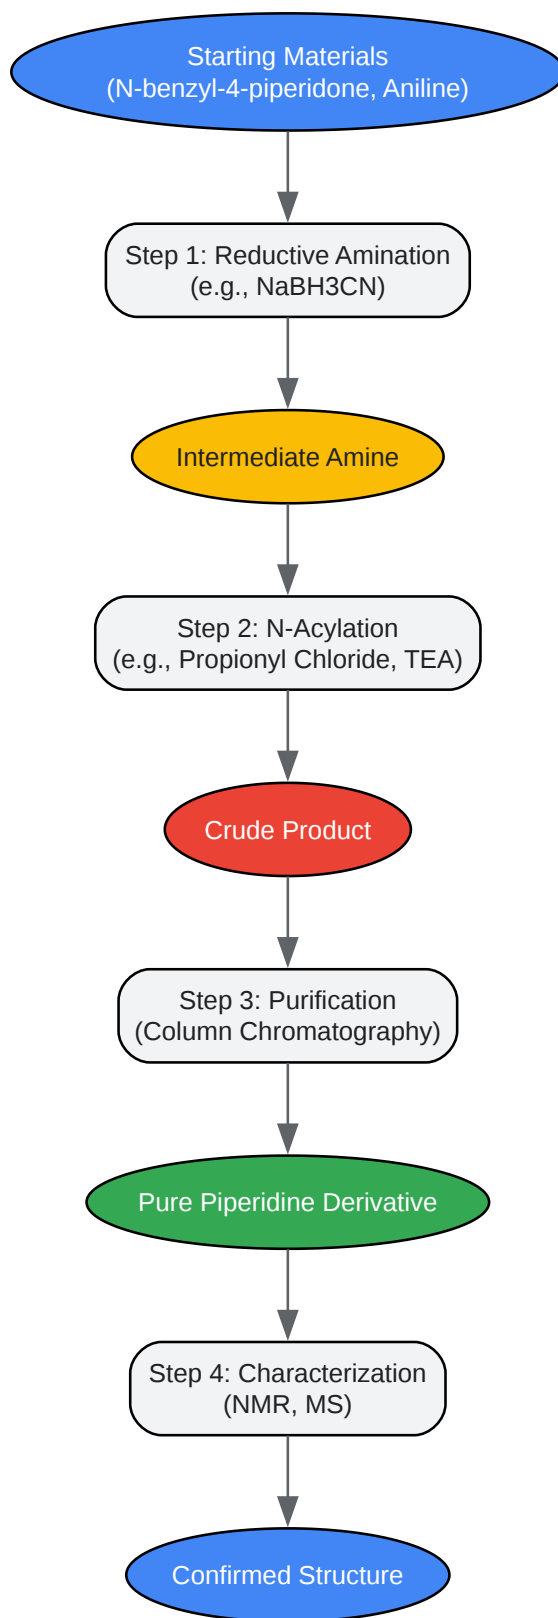 Starting Materials
(N-benzyl-4-piperidone, Aniline)
Step 1: Reductive Amination
(e.g., NaBH3CN)
Intermediate Amine
Step 2: N-Acylation
(e.g., Propionyl Chloride, TEA)
Crude Product
Step 3: Purification
(Column Chromatography)
Pure Piperidine Derivative
Step 4: Characterization
(NMR, MS)
Confirmed Structure